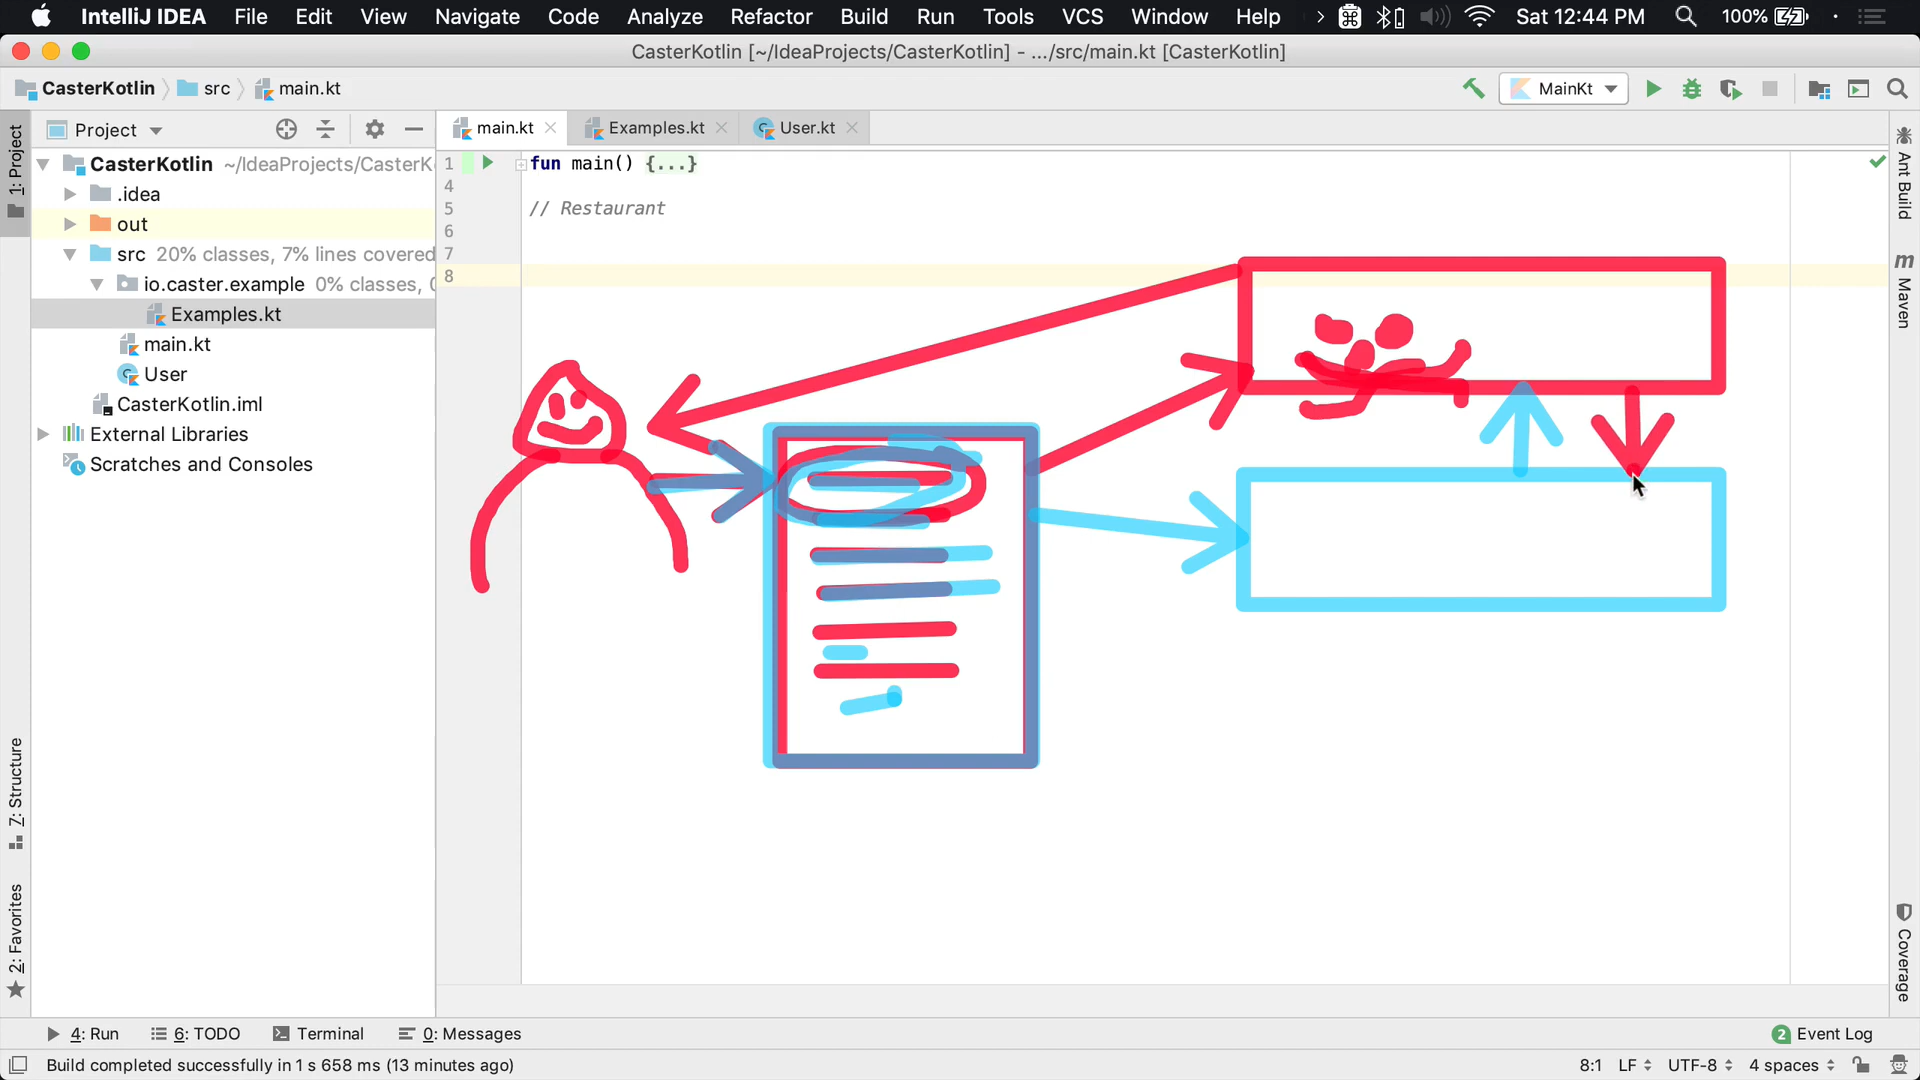 IntelliJ IDEA File Edit View Navigate Code Analyze Refactor Build Run Tools VCS Window Help Sat 12:44 PM 100%
CasterKotlin [~/IdeaProjects/CasterKotlin] - .../src/main.kt [CasterKotlin]
CasterKotlin src main.kt MainKt
Project main.kt Examples.kt User.kt
1: Project
CasterKotlin ~/IdeaProjects/CasterK
.idea
out
src 20% classes, 7% lines covered
io.caster.example 0% classes,
Examples.kt
main.kt
User
CasterKotlin.iml
External Libraries
Scratches and Consoles
Z: Structure
2: Favorites
1 fun main() {...}
4
5 // Restaurant
6
7
8
Ant Build
m Maven
Coverage
4: Run 6: TODO Terminal 0: Messages 2 Event Log
Build completed successfully in 1 s 658 ms (13 minutes ago) 8:1 LF UTF-8 4 spaces